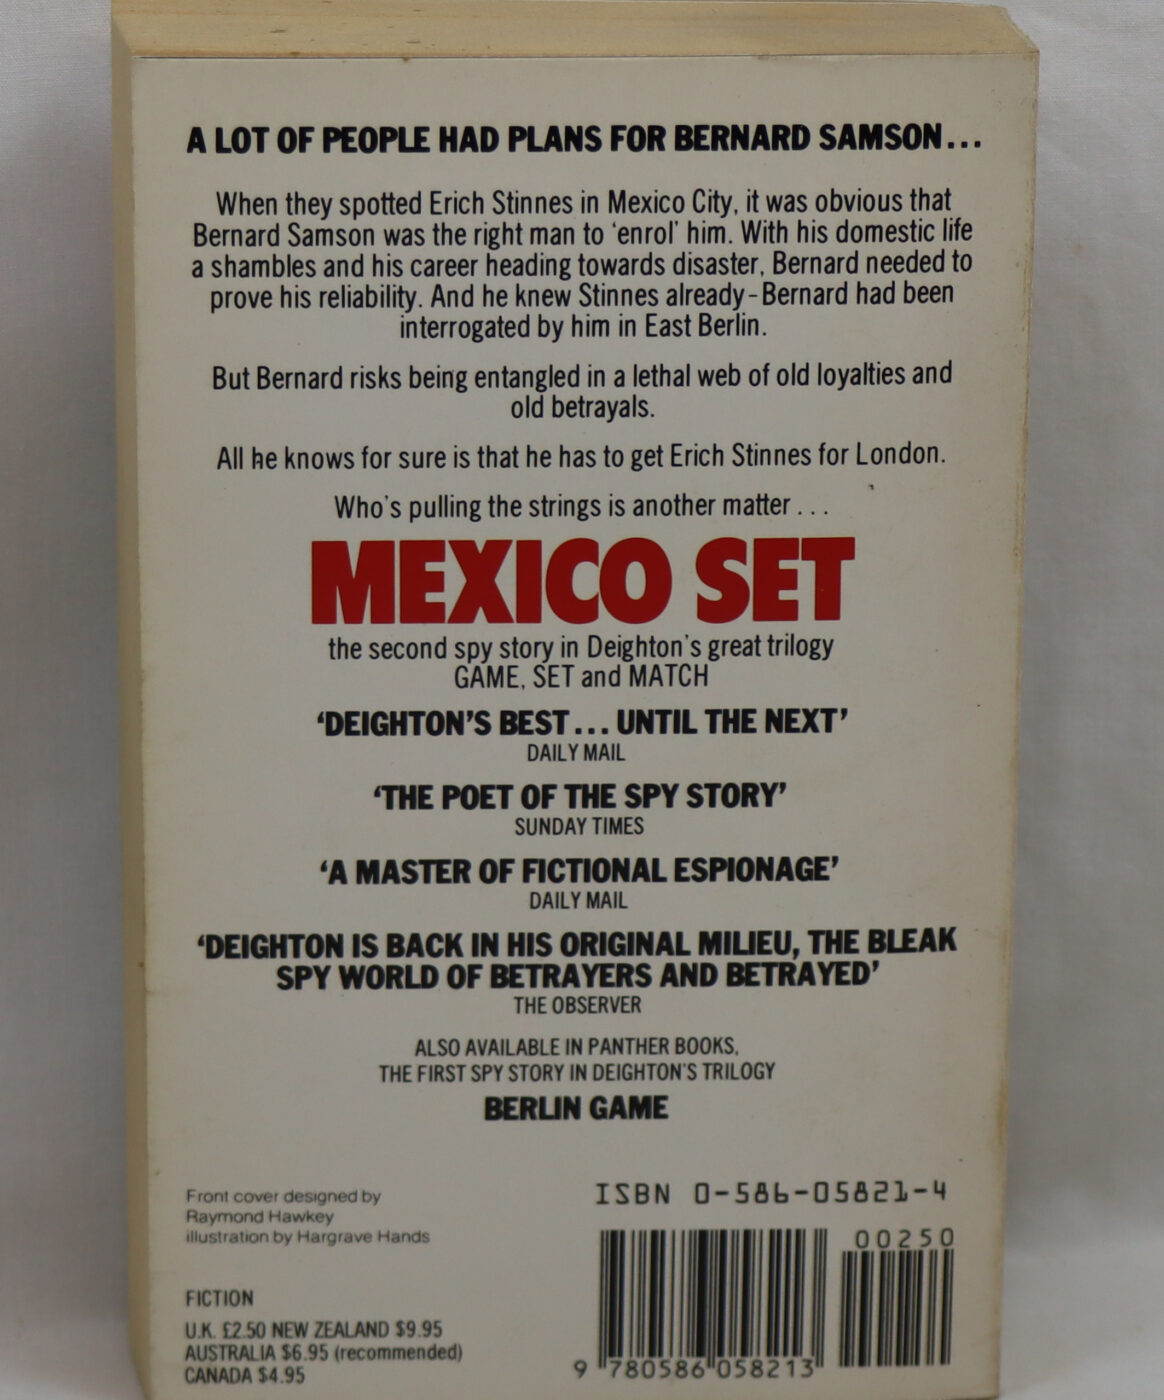 A LOT OF PEOPLE HAD PLANS FOR BERNARD SAMSON...
When they spotted Erich Stinnes in Mexico City, it was obvious that
Bernard Samson was the right man to ‘enrol’ him. With his domestic life
a shambles and his career heading towards disaster, Bernard needed to
prove his reliability. And he knew Stinnes already – Bernard had been
interrogated by him in East Berlin.
But Bernard risks being entangled in a lethal web of old loyalties and
old betrayals.
All he knows for sure is that he has to get Erich Stinnes for London.
Who's pulling the strings is another matter . . .
MEXICO SET
the second spy story in Deighton's great trilogy
GAME, SET and MATCH
‘DEIGHTON’S BEST... UNTIL THE NEXT’
DAILY MAIL
‘THE POET OF THE SPY STORY’
SUNDAY TIMES
‘A MASTER OF FICTIONAL ESPIONAGE’
DAILY MAIL
‘DEIGHTON IS BACK IN HIS ORIGINAL MILIEU, THE BLEAK
SPY WORLD OF BETRAYERS AND BETRAYED’
THE OBSERVER
ALSO AVAILABLE IN PANTHER BOOKS,
THE FIRST SPY STORY IN DEIGHTON'S TRILOGY
BERLIN GAME
Front cover designed by
Raymond Hawkey
illustration by Hargrave Hands
FICTION
U.K. £2.50 NEW ZEALAND $9.95
AUSTRALIA $6.95 (recommended)
CANADA $4.95
ISBN 0-586-05821-4
00250
9 780586 058213